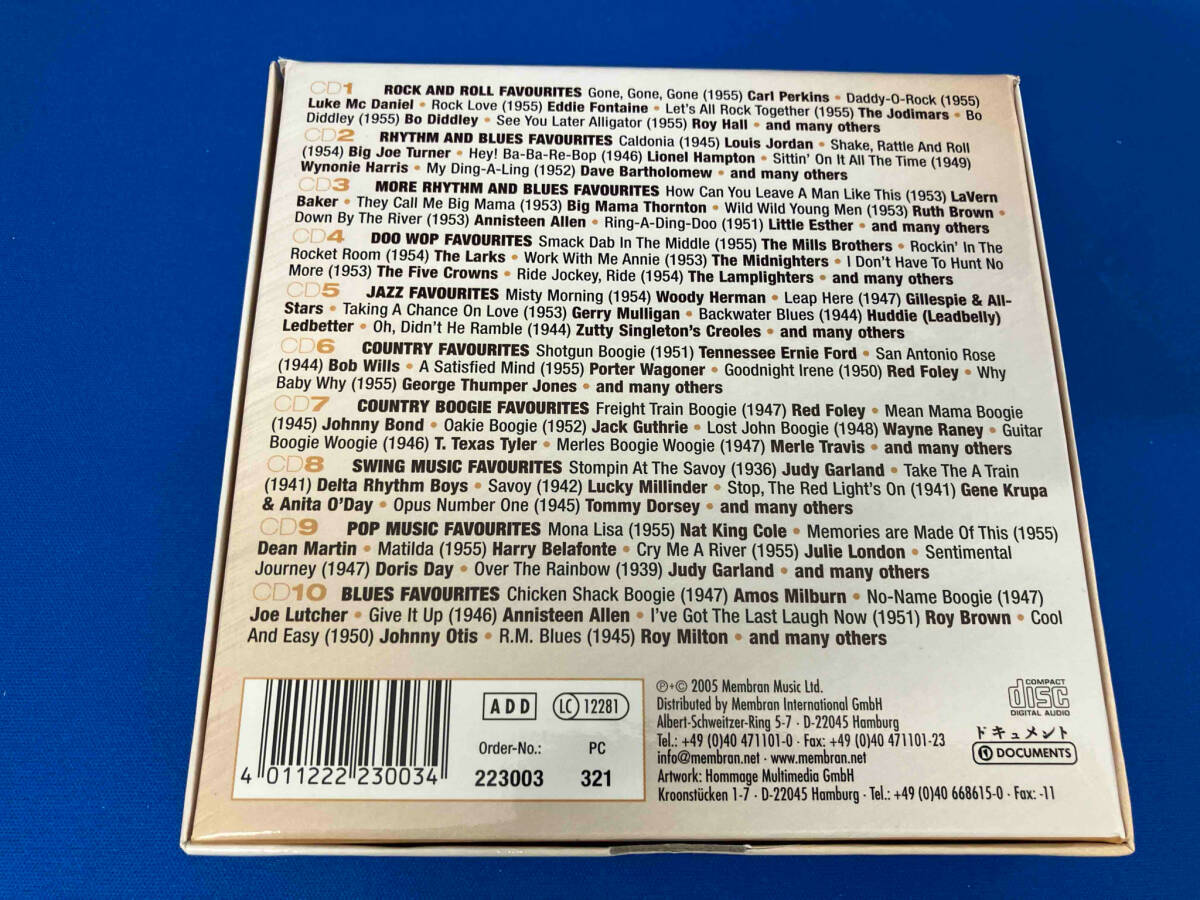 CD1 ROCK AND ROLL FAVOURITES Gone, Gone, Gone (1955) Carl Perkins • Daddy-O-Rock (1955)
Luke Mc Daniel • Rock Love (1955) Eddie Fontaine • Let's All Rock Together (1955) The Jodimars • Bo
Diddley (1955) Bo Diddley • See You Later Alligator (1955) Roy Hall • and many others
CD2 RHYTHM AND BLUES FAVOURITES Caldonia (1945) Louis Jordan • Shake, Rattle And Roll
(1954) Big Joe Turner • Hey! Ba-Ba-Re-Bop (1946) Lionel Hampton • Sittin' On It All The Time (1949)
Wynonie Harris • My Ding-A-Ling (1952) Dave Bartholomew • and many others
CD3 MORE RHYTHM AND BLUES FAVOURITES How Can You Leave A Man Like This (1953) LaVern
Baker • They Call Me Big Mama (1953) Big Mama Thornton • Wild Wild Young Men (1953) Ruth Brown •
Down By The River (1953) Annisteen Allen • Ring-A-Ding-Doo (1951) Little Esther • and many others
CD4 DOO WOP FAVOURITES Smack Dab In The Middle (1955) The Mills Brothers • Rockin' In The
Rocket Room (1954) The Larks • Work With Me Annie (1953) The Midnighters • I Don't Have To Hunt No
More (1953) The Five Crowns • Ride Jockey, Ride (1954) The Lamplighters • and many others
CD5 JAZZ FAVOURITES Misty Morning (1954) Woody Herman • Leap Here (1947) Gillespie & All-
Stars • Taking A Chance On Love (1953) Gerry Mulligan • Backwater Blues (1944) Huddie (Leadbelly)
Ledbetter • Oh, Didn't He Ramble (1944) Zutty Singleton's Creoles • and many others
CD6 COUNTRY FAVOURITES Shotgun Boogie (1951) Tennessee Ernie Ford • San Antonio Rose
(1944) Bob Wills • A Satisfied Mind (1955) Porter Wagoner • Goodnight Irene (1950) Red Foley • Why
Baby Why (1955) George Thumper Jones • and many others
CD7 COUNTRY BOOGIE FAVOURITES Freight Train Boogie (1947) Red Foley • Mean Mama Boogie
(1945) Johnny Bond • Oakie Boogie (1952) Jack Guthrie • Lost John Boogie (1948) Wayne Raney • Guitar
Boogie Woogie (1946) T. Texas Tyler • Merles Boogie Woogie (1947) Merle Travis • and many others
CD8 SWING MUSIC FAVOURITES Stompin At The Savoy (1936) Judy Garland • Take The A Train
(1941) Delta Rhythm Boys • Savoy (1942) Lucky Millinder • Stop, The Red Light's On (1941) Gene Krupa
& Anita O'Day • Opus Number One (1945) Tommy Dorsey • and many others
CD9 POP MUSIC FAVOURITES Mona Lisa (1955) Nat King Cole • Memories are Made Of This (1955)
Dean Martin • Matilda (1955) Harry Belafonte • Cry Me A River (1955) Julie London • Sentimental
Journey (1947) Doris Day • Over The Rainbow (1939) Judy Garland • and many others
CD10 BLUES FAVOURITES Chicken Shack Boogie (1947) Amos Milburn • No-Name Boogie (1947)
Joe Lutcher • Give It Up (1946) Annisteen Allen • I've Got The Last Laugh Now (1951) Roy Brown • Cool
And Easy (1950) Johnny Otis • R.M. Blues (1945) Roy Milton • and many others
4 011222 230034
ADD LC 12281
Order-No.: PC
223003 321
℗+© 2005 Membran Music Ltd.
Distributed by Membran International GmbH
Albert-Schweitzer-Ring 5-7 · D-22045 Hamburg
Tel.: +49 (0)40 471101-0 · Fax: +49 (0)40 471101-23
info@membran.net · www.membran.net
Artwork: Hommage Multimedia GmbH
Kroonstücken 1-7 · D-22045 Hamburg · Tel.: +49 (0)40 668615-0 · Fax: -11
COMPACT
disc
DIGITAL AUDIO
ドキュメント
DOCUMENTS